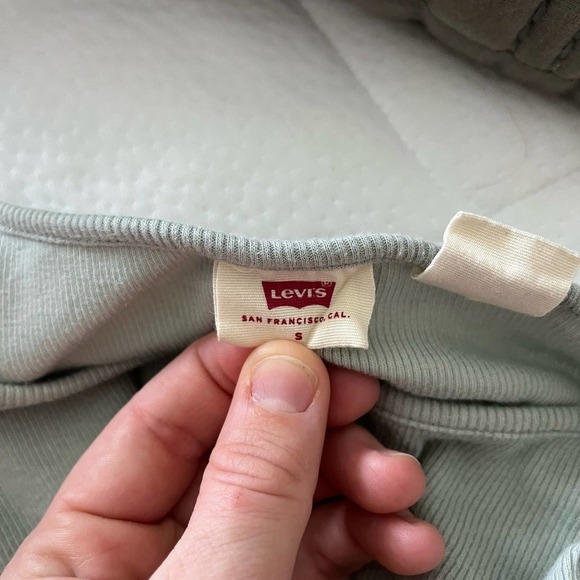 Levi's®
SAN FRANCISCO, CAL.
S